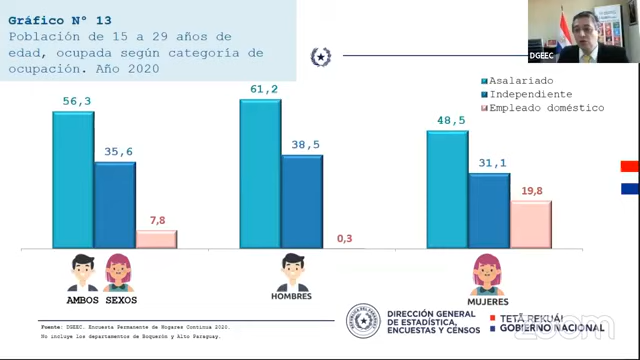 Gráfico Nº 13
Población de 15 a 29 años de
edad, ocupada según categoría de
ocupación. Año 2020
DGEEC
Asalariado
Independiente
Empleado doméstico
56,3
35,6
7,8
61,2
38,5
0,3
48,5
31,1
19,8
AMBOS SEXOS
HOMBRES
MUJERES
Fuente: DGEEC. Encuesta Permanente de Hogares Continua 2020.
No incluye los departamentos de Boquerón y Alto Paraguay.
DIRECCIÓN GENERAL
DE ESTADÍSTICA,
ENCUESTAS Y CENSOS
TETÃ REKUÁI
GOBIERNO NACIONAL
zoom